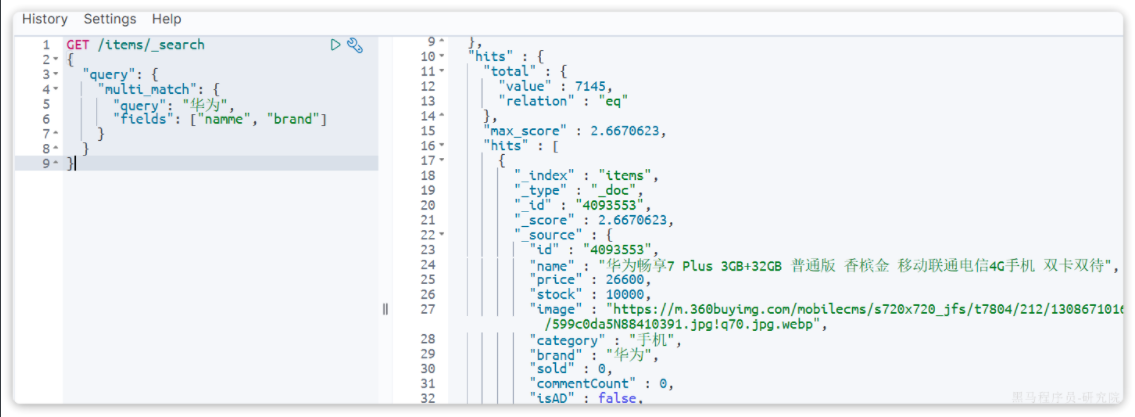 History Settings Help
1 GET /items/_search
2 {
3 "query": {
4 "multi_match": {
5 "query": "华为",
6 "fields": ["namme", "brand"]
7 }
8 }
9 }
9 },
10 "hits" : {
11 "total" : {
12 "value" : 7145,
13 "relation" : "eq"
14 },
15 "max_score" : 2.6670623,
16 "hits" : [
17 {
18 "_index" : "items",
19 "_type" : "_doc",
20 "_id" : "4093553",
21 "_score" : 2.6670623,
22 "_source" : {
23 "id" : "4093553",
24 "name" : "华为畅享7 Plus 3GB+32GB 普通版 香槟金 移动联通电信4G手机 双卡双待",
25 "price" : 26600,
26 "stock" : 10000,
27 "image" : "https://m.360buyimg.com/mobilecms/s720x720_jfs/t7804/212/1308671016
/599c0da5N88410391.jpg!q70.jpg.webp",
28 "category" : "手机",
29 "brand" : "华为",
30 "sold" : 0,
31 "commentCount" : 0,
32 "isAD" : false,
黑马程序员-研究院